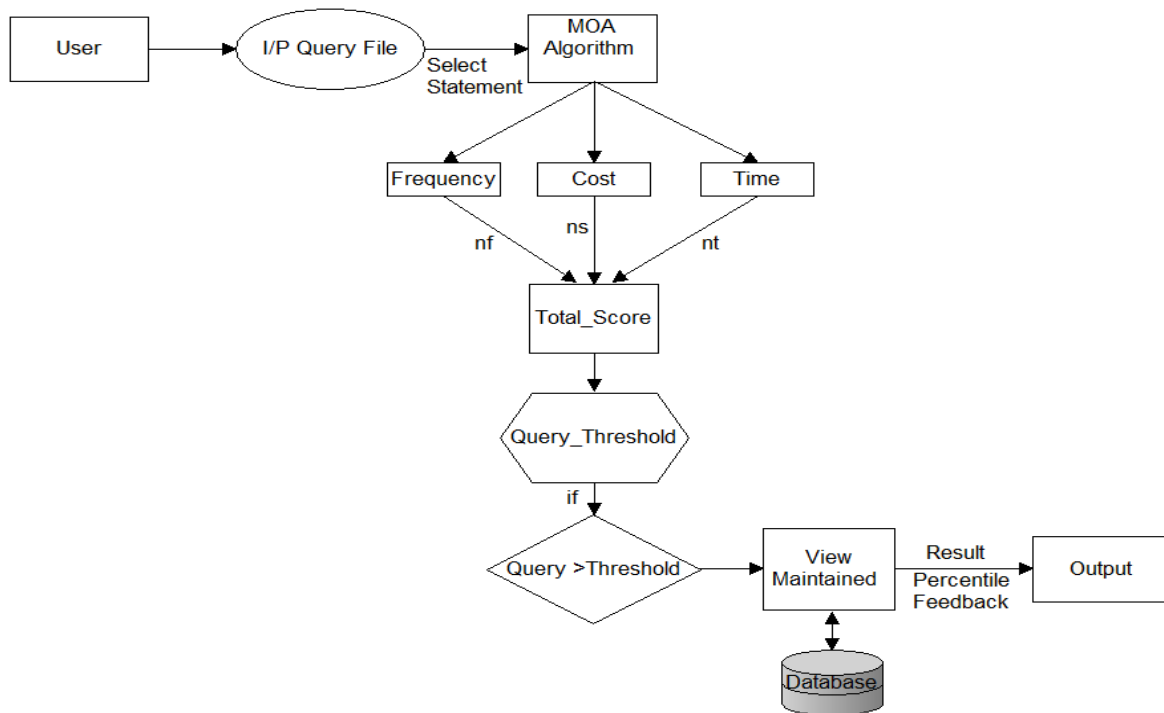 User
I/P Query File
Select
Statement
MOA
Algorithm
Frequency
Cost
Time
nf
ns
nt
Total_Score
Query_Threshold
if
Query >Threshold
View
Maintained
Result
Percentile
Feedback
Output
Database